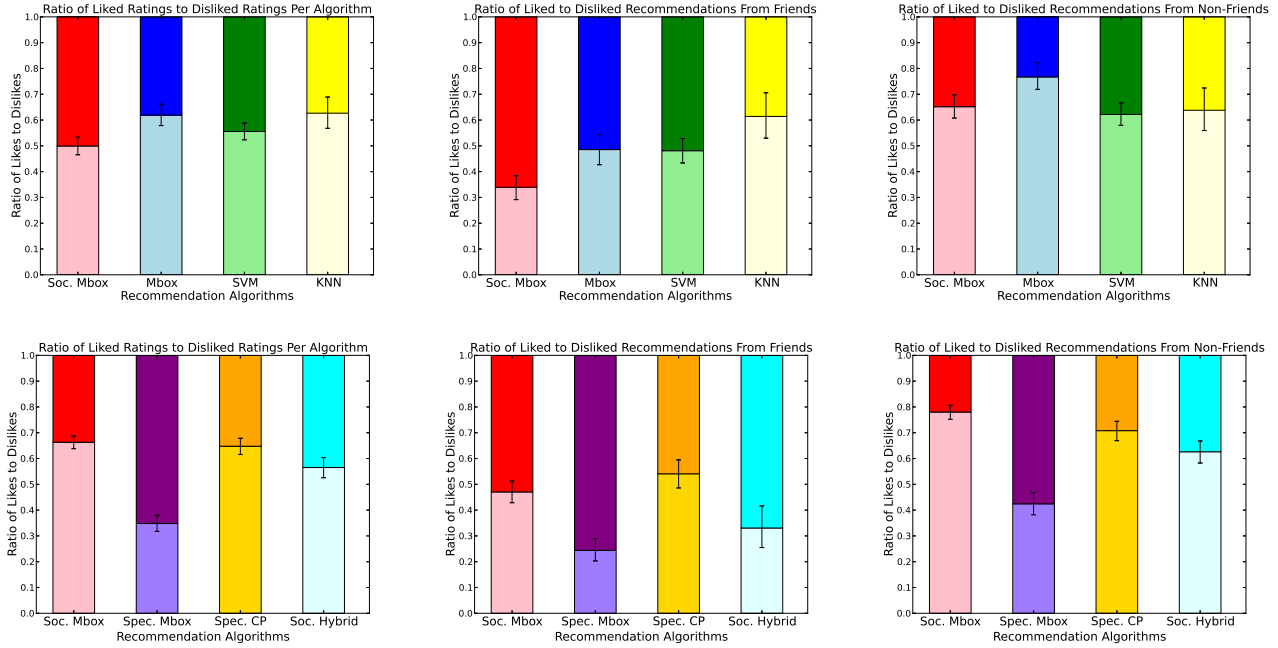 Ratio of Liked Ratings to Disliked Ratings Per Algorithm
Ratio of Likes to Dislikes
1.0
0.9
0.8
0.7
0.6
0.5
0.4
0.3
0.2
0.1
0.0
Soc. Mbox Mbox SVM KNN
Recommendation Algorithms
Ratio of Liked to Disliked Recommendations From Friends
Ratio of Likes to Dislikes
1.0
0.9
0.8
0.7
0.6
0.5
0.4
0.3
0.2
0.1
0.0
Soc. Mbox Mbox SVM KNN
Recommendation Algorithms
Ratio of Liked to Disliked Recommendations From Non-Friends
Ratio of Likes to Dislikes
1.0
0.9
0.8
0.7
0.6
0.5
0.4
0.3
0.2
0.1
0.0
Soc. Mbox Mbox SVM KNN
Recommendation Algorithms
Ratio of Liked Ratings to Disliked Ratings Per Algorithm
Ratio of Likes to Dislikes
1.0
0.9
0.8
0.7
0.6
0.5
0.4
0.3
0.2
0.1
0.0
Soc. Mbox Spec. Mbox Spec. CP Soc. Hybrid
Recommendation Algorithms
Ratio of Liked to Disliked Recommendations From Friends
Ratio of Likes to Dislikes
1.0
0.9
0.8
0.7
0.6
0.5
0.4
0.3
0.2
0.1
0.0
Soc. Mbox Spec. Mbox Spec. CP Soc. Hybrid
Recommendation Algorithms
Ratio of Liked to Disliked Recommendations From Non-Friends
Ratio of Likes to Dislikes
1.0
0.9
0.8
0.7
0.6
0.5
0.4
0.3
0.2
0.1
0.0
Soc. Mbox Spec. Mbox Spec. CP Soc. Hybrid
Recommendation Algorithms